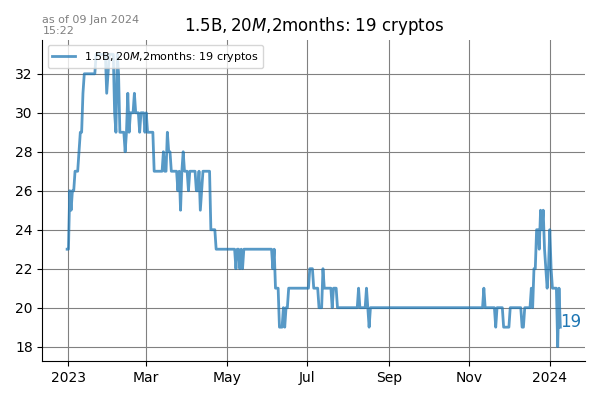 as of 09 Jan 2024
15:22
1.5B, 20M,2months: 19 cryptos
1.5B, 20M,2months: 19 cryptos
32
30
28
26
24
22
20
18
19
2023
Mar
May
Jul
Sep
Nov
2024